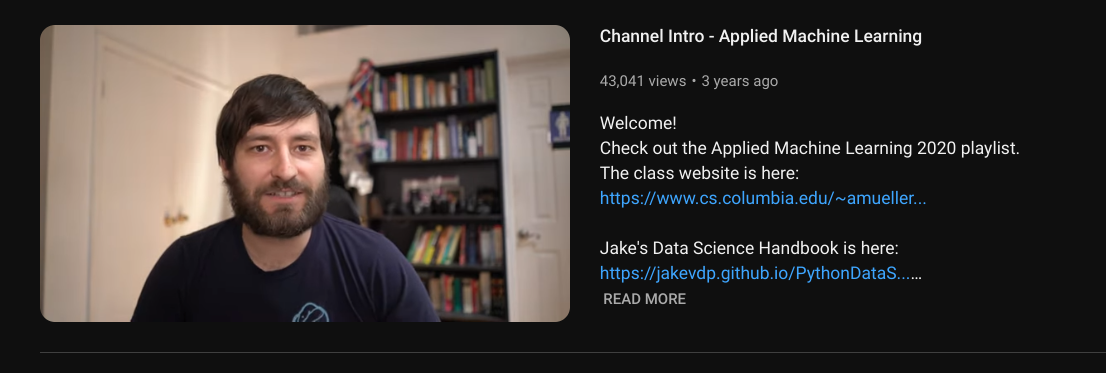 Channel Intro - Applied Machine Learning
43,041 views • 3 years ago
Welcome!
Check out the Applied Machine Learning 2020 playlist.
The class website is here:
https://www.cs.columbia.edu/~amueller...
Jake's Data Science Handbook is here:
https://jakevdp.github.io/PythonDataS......
READ MORE